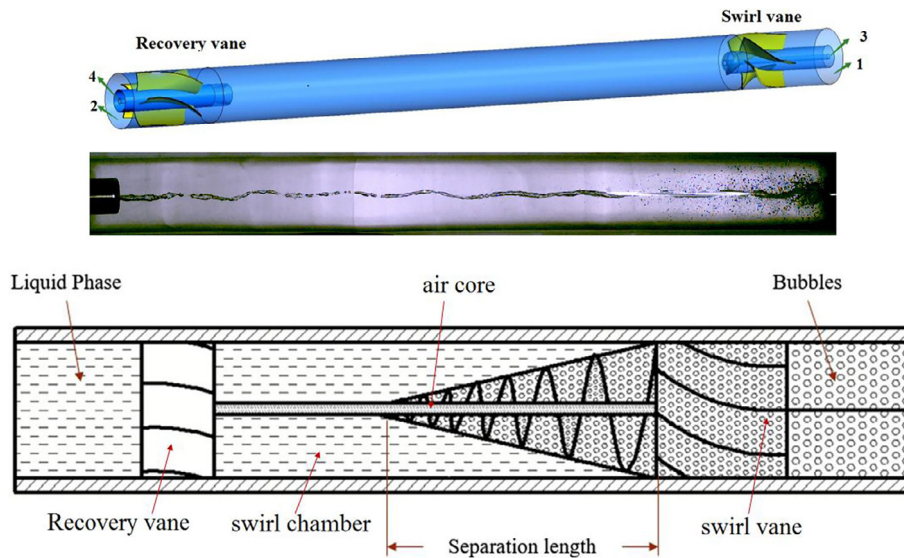 Swirl vane
Recovery vane
3
4
1
2
Liquid Phase
air core
Bubbles
Recovery vane
swirl chamber
swirl vane
Separation length